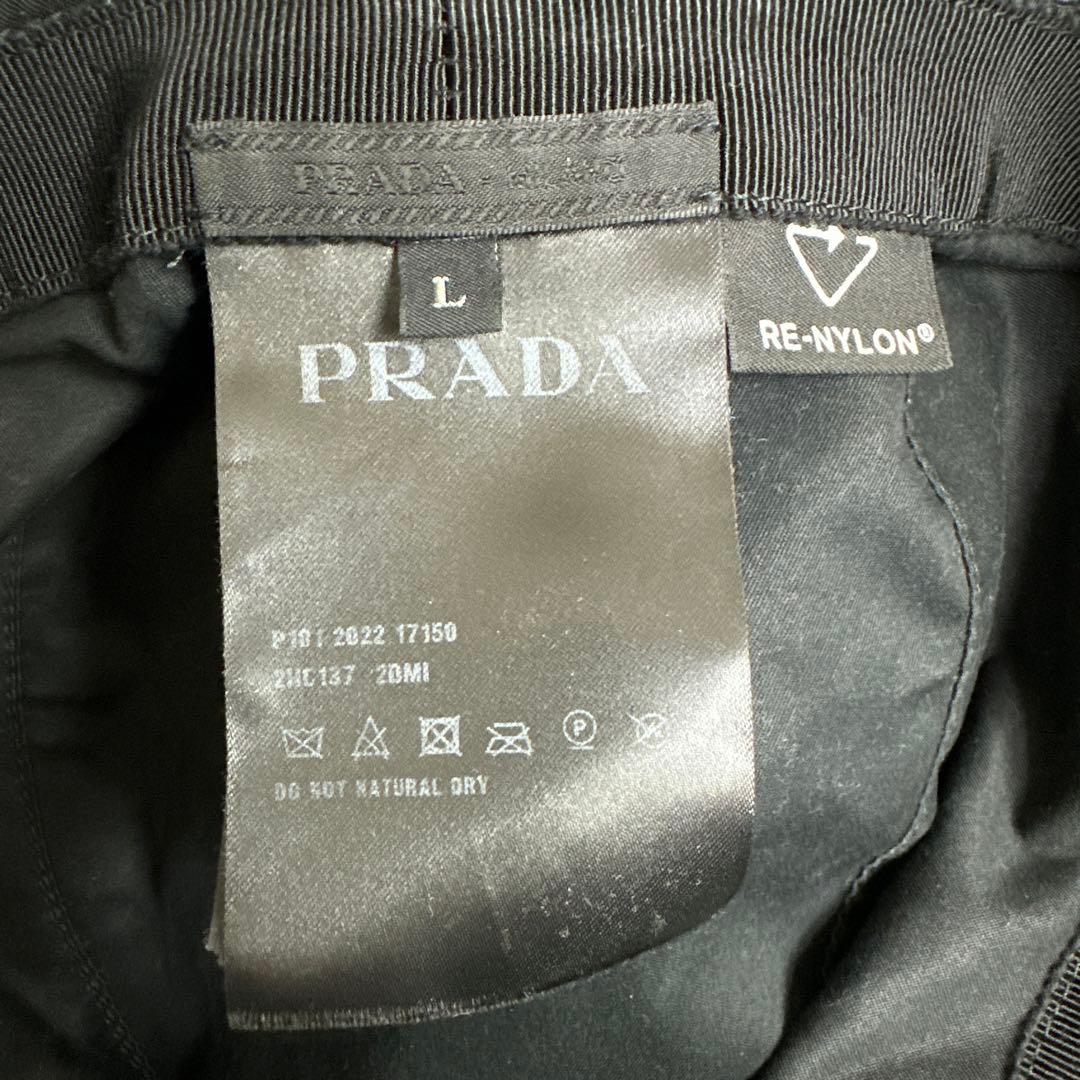 PRADA -
L
PRADA
RE-NYLON®
P101 2022 17150
2HC137 2DMI
P
DO NOT NATURAL DRY